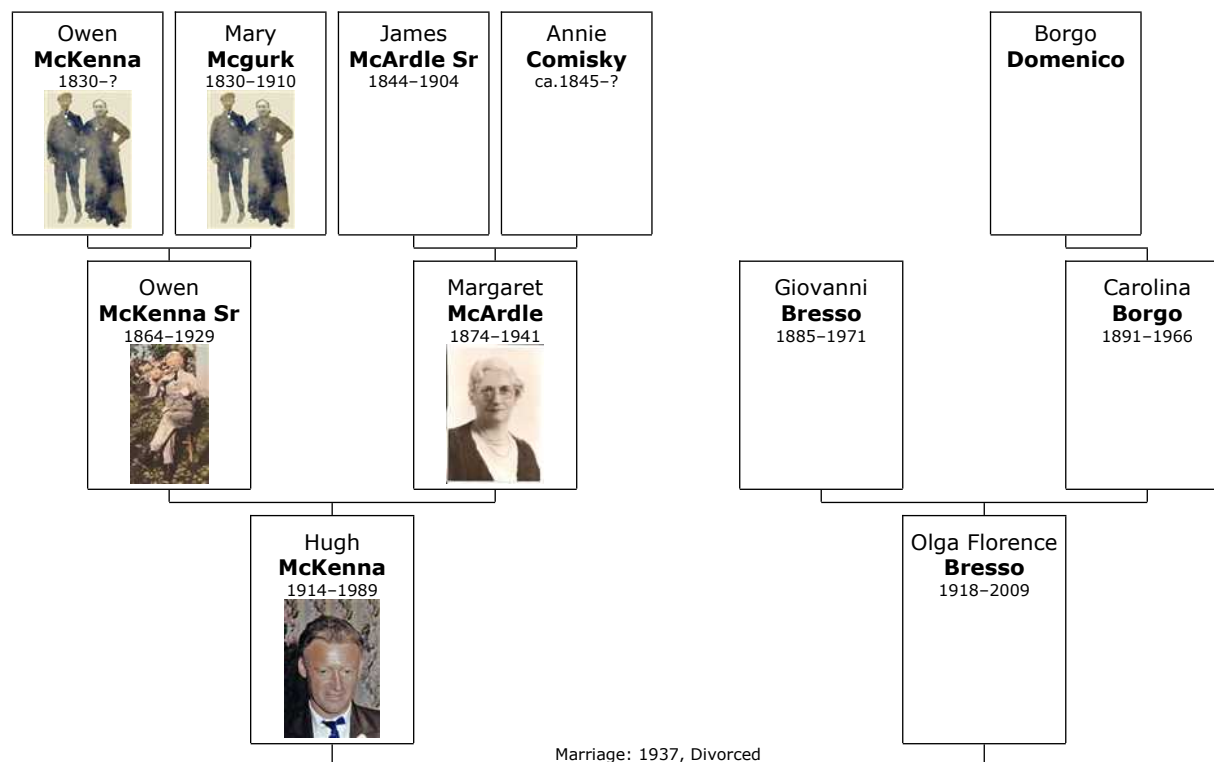 Owen
McKenna
1830–?
Mary
Mcgurk
1830–1910
James
McArdle Sr
1844–1904
Annie
Comisky
ca.1845–?
Borgo
Domenico
Owen
McKenna Sr
1864–1929
Margaret
McArdle
1874–1941
Giovanni
Bresso
1885–1971
Carolina
Borgo
1891–1966
Hugh
McKenna
1914–1989
Olga Florence
Bresso
1918–2009
Marriage: 1937, Divorced